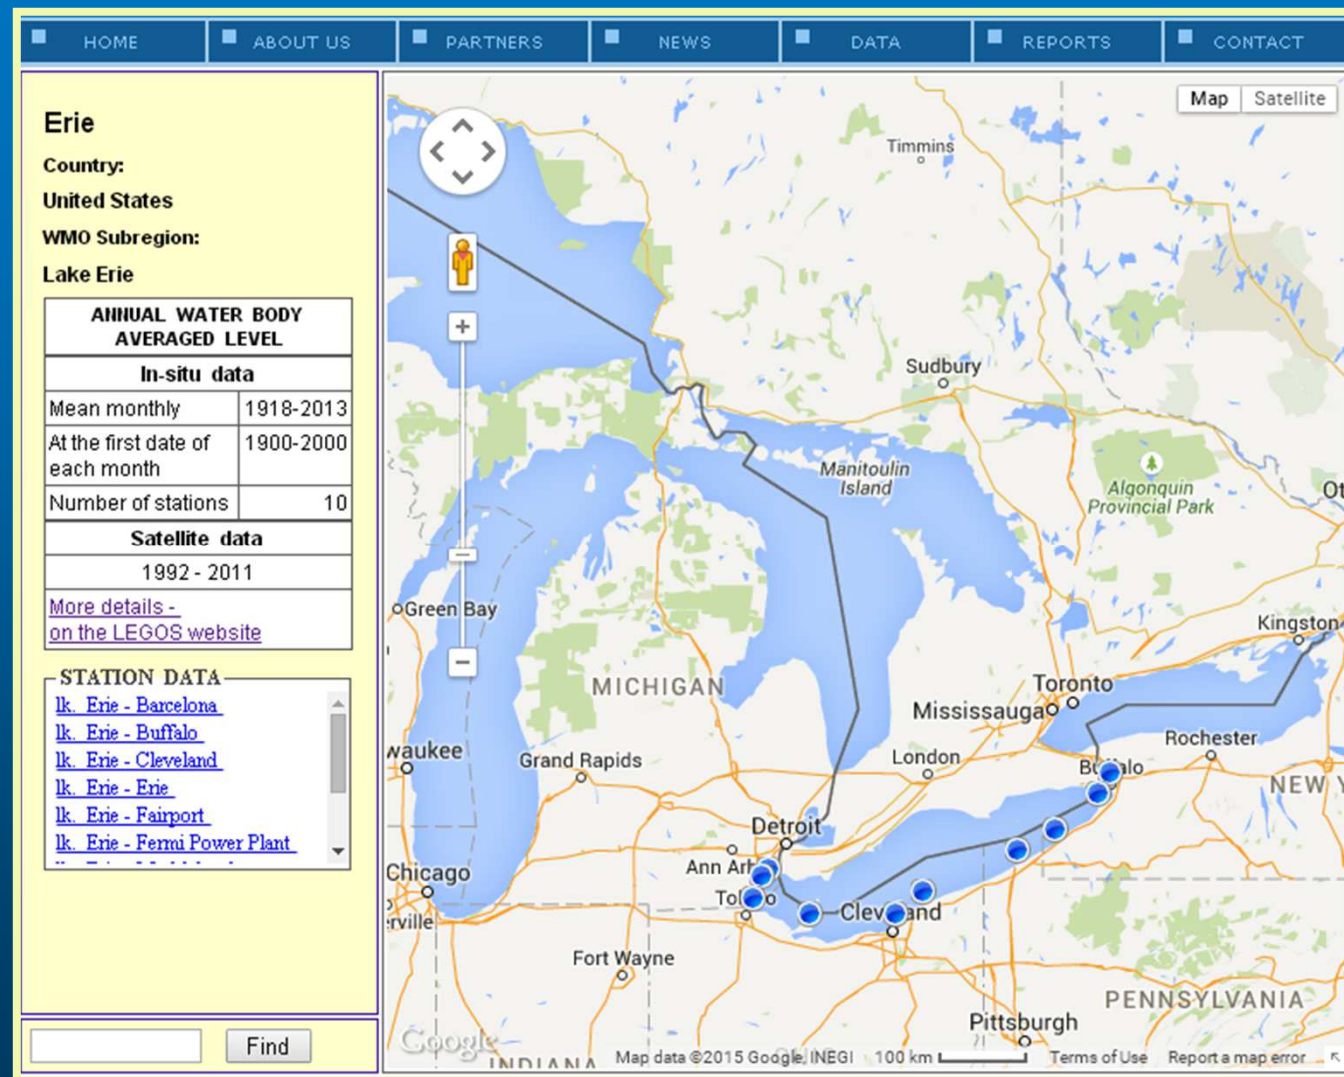 HOME ABOUT US PARTNERS NEWS DATA REPORTS CONTACT
Erie
Country:
United States
WMO Subregion:
Lake Erie
ANNUAL WATER BODY
AVERAGED LEVEL
In-situ data
Mean monthly 1918-2013
At the first date of 1900-2000
each month
Number of stations 10
Satellite data
1992 - 2011
More details -
on the LEGOS website
STATION DATA
lk. Erie - Barcelona
lk. Erie - Buffalo
lk. Erie - Cleveland
lk. Erie - Erie
lk. Erie - Fairport
lk. Erie - Fermi Power Plant
Find
Map Satellite
Timmins
Sudbury
Manitoulin
Island
Algonquin
Provincial Park
Ot
Green Bay
Kingston
MICHIGAN
Toronto
Mississauga
waukee
Grand Rapids
London
Rochester
Buffalo
NEW Y
Detroit
Ann Arb
Chicago
Tol o
erville
Cleveland
Fort Wayne
PENNSYLVANIA
Pittsburgh
Google
INDIANA
Map data ©2015 Google, INEGI 100 km Terms of Use Report a map error